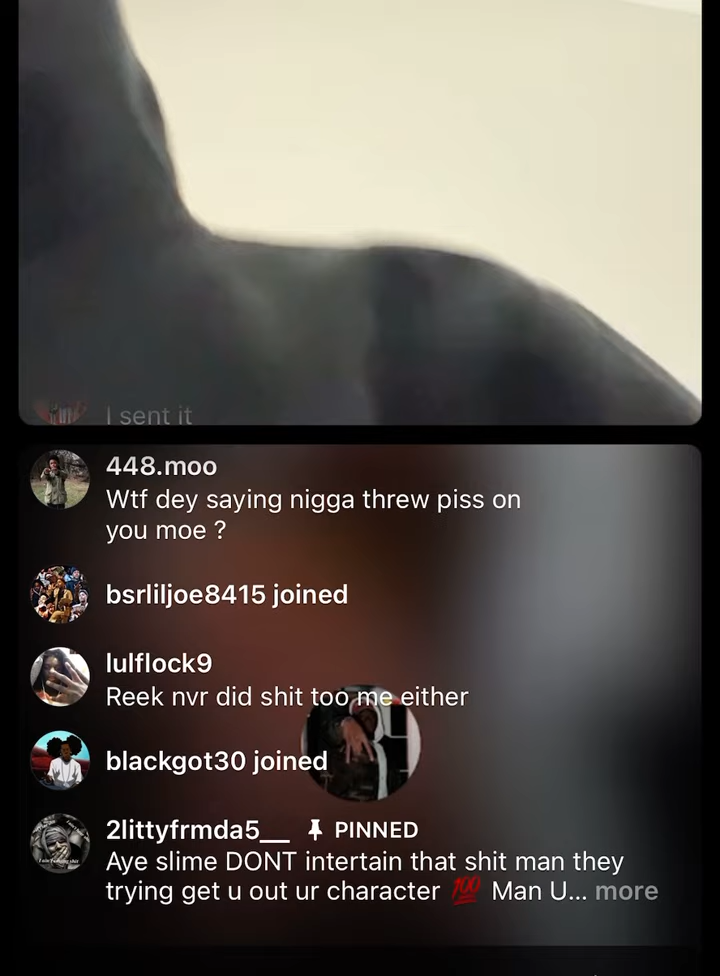 I sent it
448.moo
Wtf dey saying nigga threw piss on
you moe ?
bsrliljoe8415 joined
lulflock9
Reek nvr did shit too me either
blackgot30 joined
2littyfrmda5__ PINNED
Aye slime DONT intertain that shit man they
trying get u out ur character 💯 Man U... more